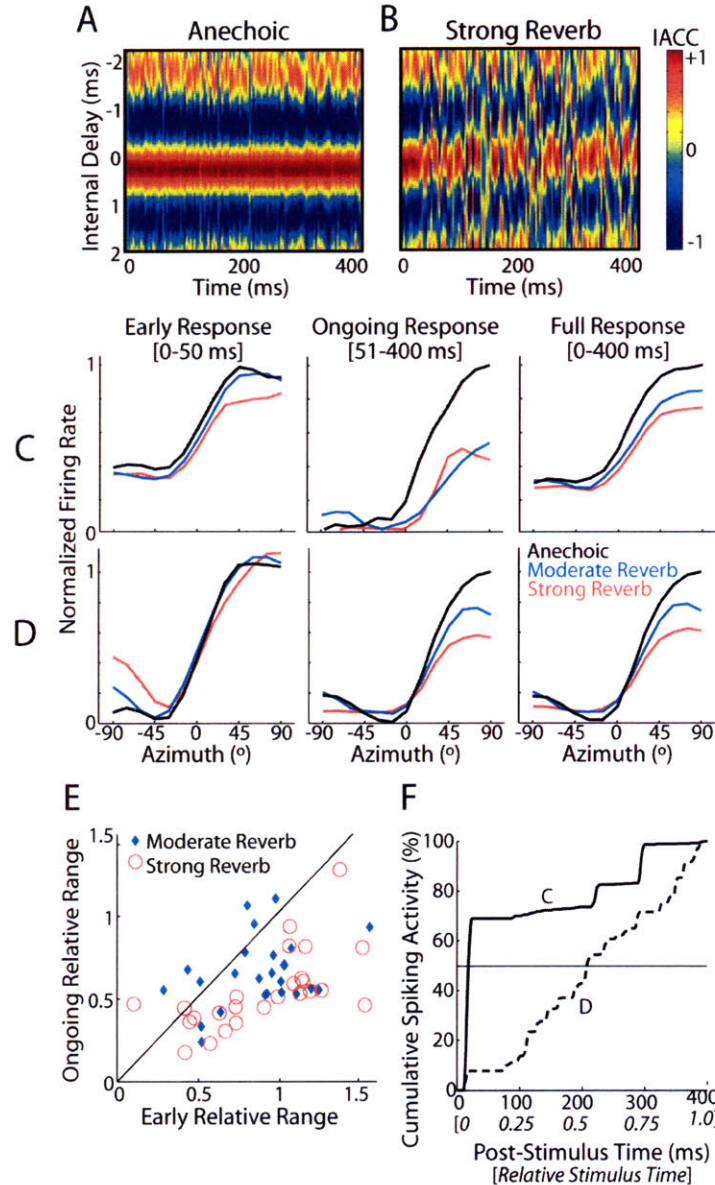 A
B
Anechoic
Strong Reverb
IACC
-2
-1
0
1
2
Internal Delay (ms)
+1
0
-1
0
200
400
Time (ms)
0
200
400
Time (ms)
Early Response
[0-50 ms]
Ongoing Response
[51-400 ms]
Full Response
[0-400 ms]
C
D
Normalized Firing Rate
1
0
1
0
Anechoic
Moderate Reverb
Strong Reverb
-90 -45 0 45 90
Azimuth (º)
-90 -45 0 45 90
Azimuth (º)
-90 -45 0 45 90
Azimuth (º)
E
1.5
1
0.5
0
Ongoing Relative Range
Moderate Reverb
Strong Reverb
0 0.5 1 1.5
Early Relative Range
F
100
80
60
40
20
0
Cumulative Spiking Activity (%)
C
D
0 100 200 300 400
[0 0.25 0.5 0.75 1.0]
Post-Stimulus Time (ms)
[Relative Stimulus Time]